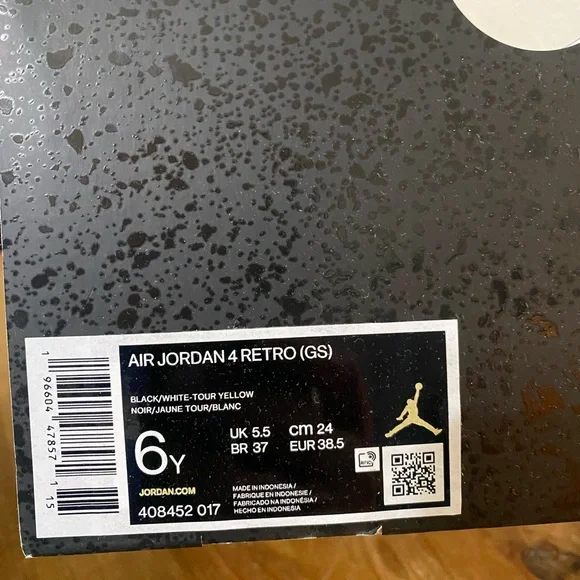 AIR JORDAN 4 RETRO (GS)
BLACK/WHITE-TOUR YELLOW
NOIR/JAUNE TOUR/BLANC
6Y
UK 5.5 cm 24
BR 37 EUR 38.5
RFID
JORDAN.COM
408452 017
MADE IN INDONESIA /
FABRIQUE EN INDONESIE /
FABRICADO NA INDONÉSIA /
HECHO EN INDONESIA
1 96604 47857 1 15